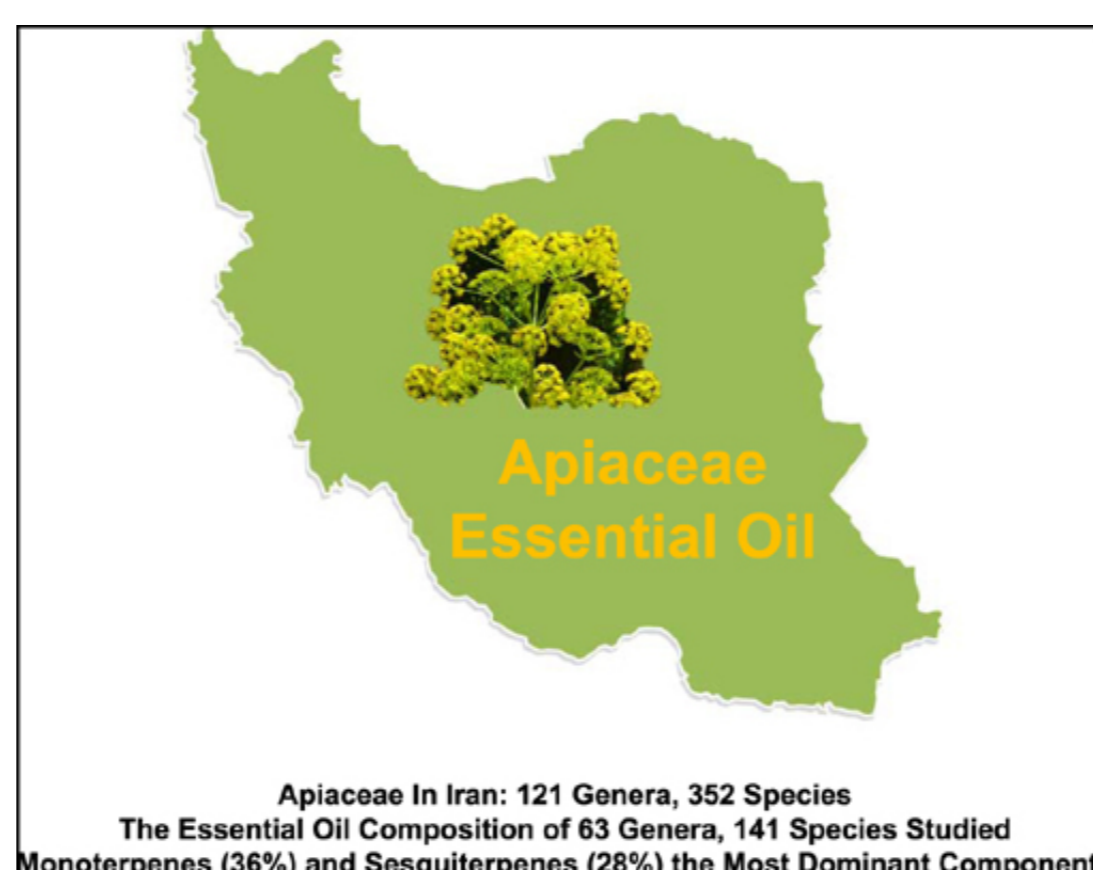 Apiaceae
Essential Oil
Apiaceae In Iran: 121 Genera, 352 Species
The Essential Oil Composition of 63 Genera, 141 Species Studied
Monoterpenes (36%) and Sesquiterpenes (28%) the Most Dominant Component